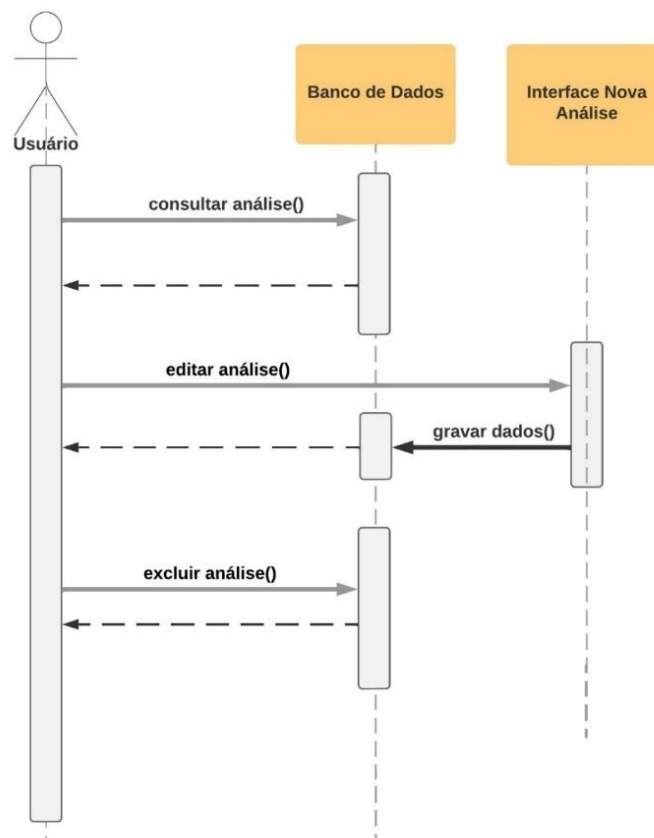 Banco de Dados
Interface Nova
Análise
Usuário
consultar análise()
editar análise()
gravar dados()
excluir análise()